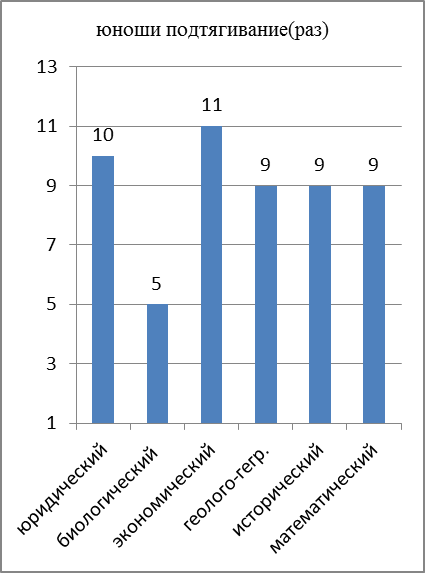 юноши подтягивание(раз)
13
11
9
7
5
3
1
10
5
11
9
9
9
юридический
биологический
экономический
геолого-гегр.
исторический
математический